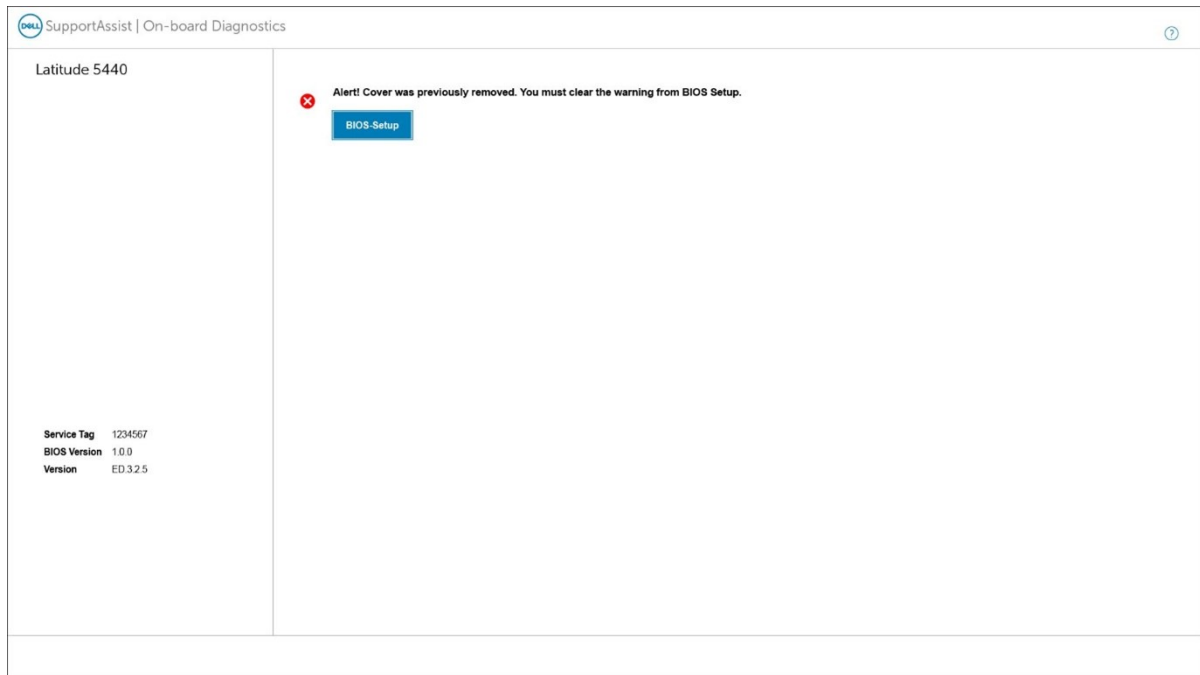 DELL SupportAssist | On-board Diagnostics
?
Latitude 5440
Alert! Cover was previously removed. You must clear the warning from BIOS Setup.
BIOS-Setup
Service Tag 1234567
BIOS Version 1.0.0
Version ED.3.2.5